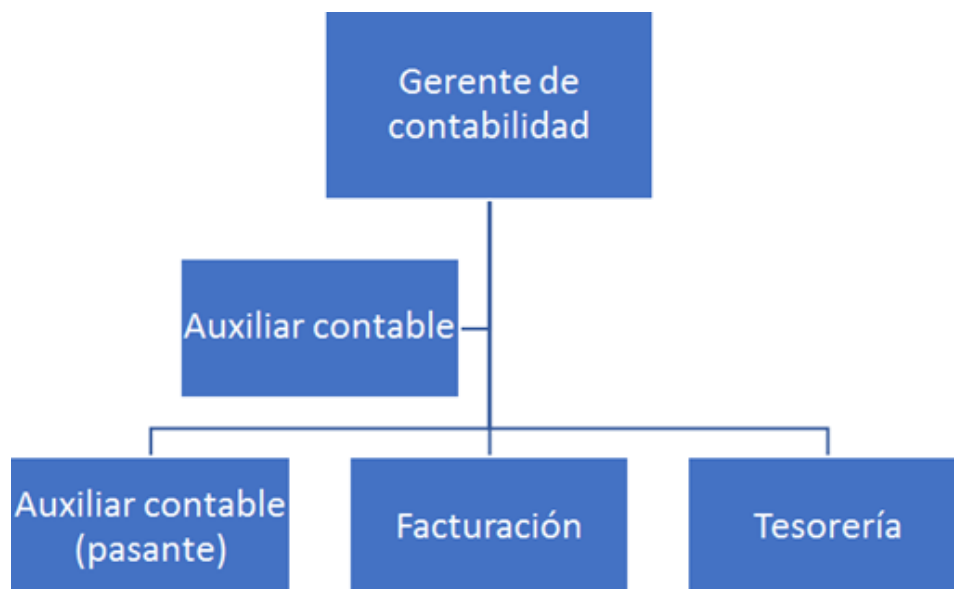 Gerente de
contabilidad
Auxiliar contable
Auxiliar contable
(pasante)
Facturación
Tesorería